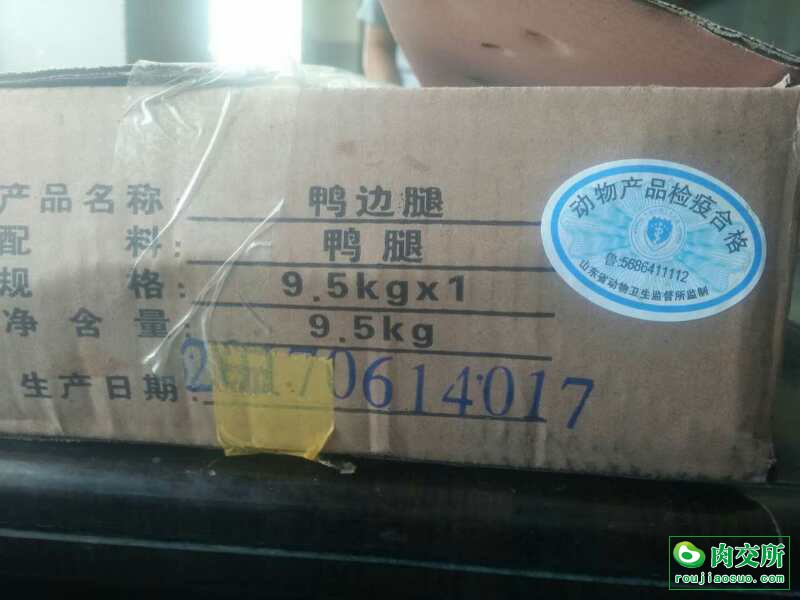 产品名称: 鸭边腿
配 料: 鸭腿
规 格: 9.5kgx1
净含量: 9.5kg
生产日期: 20170614017
动物产品检疫合格
鲁:5686411112
山东省动物卫生监督所监制
肉交所
roujiaosuo.com